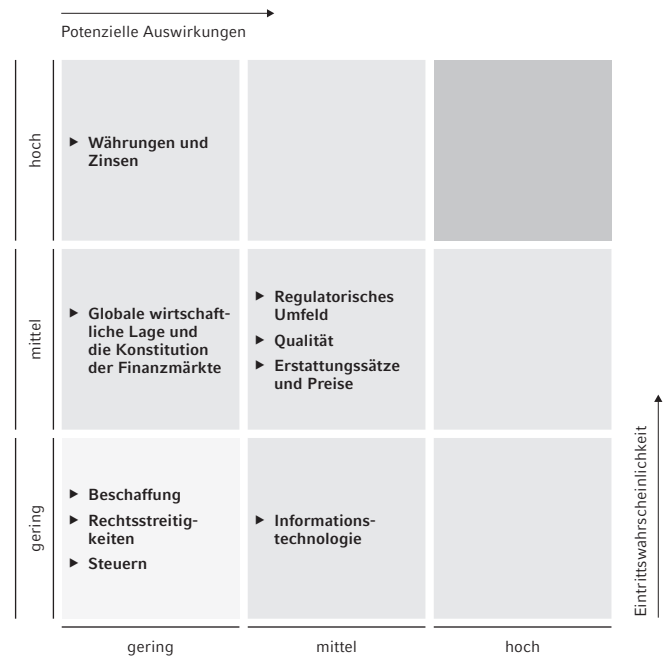 Potenzielle Auswirkungen
hoch
▶ Währungen und
Zinsen
mittel
▶ Globale wirtschaft-
liche Lage und
die Konstitution
der Finanzmärkte
▶ Regulatorisches
Umfeld
▶ Qualität
▶ Erstattungssätze
und Preise
gering
▶ Beschaffung
▶ Rechtsstreitig-
keiten
▶ Steuern
▶ Informations-
technologie
Eintrittswahrscheinlichkeit
gering
mittel
hoch